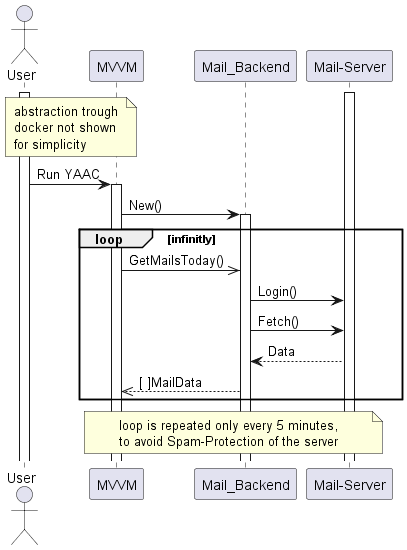 User
MVVM
Mail_Backend
Mail-Server
abstraction trough
docker not shown
for simplicity
Run YAAC
New()
loop
[infinitly]
GetMailsToday()
Login()
Fetch()
Data
[ ]MailData
loop is repeated only every 5 minutes,
to avoid Spam-Protection of the server
User
MVVM
Mail_Backend
Mail-Server